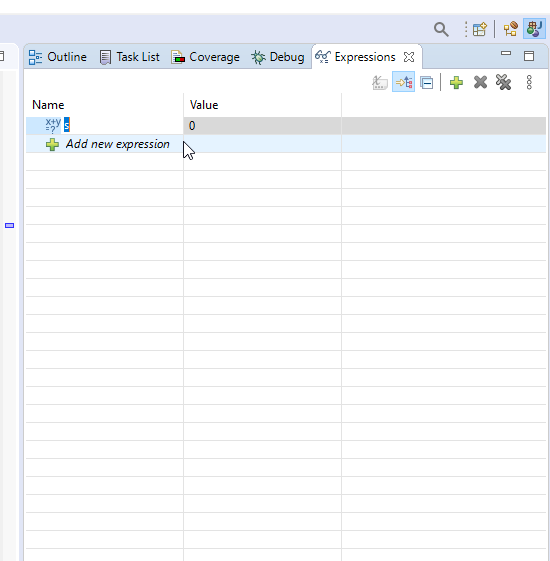 Outline Task List Coverage Debug Expressions
Name Value
x+y =? s 0
Add new expression